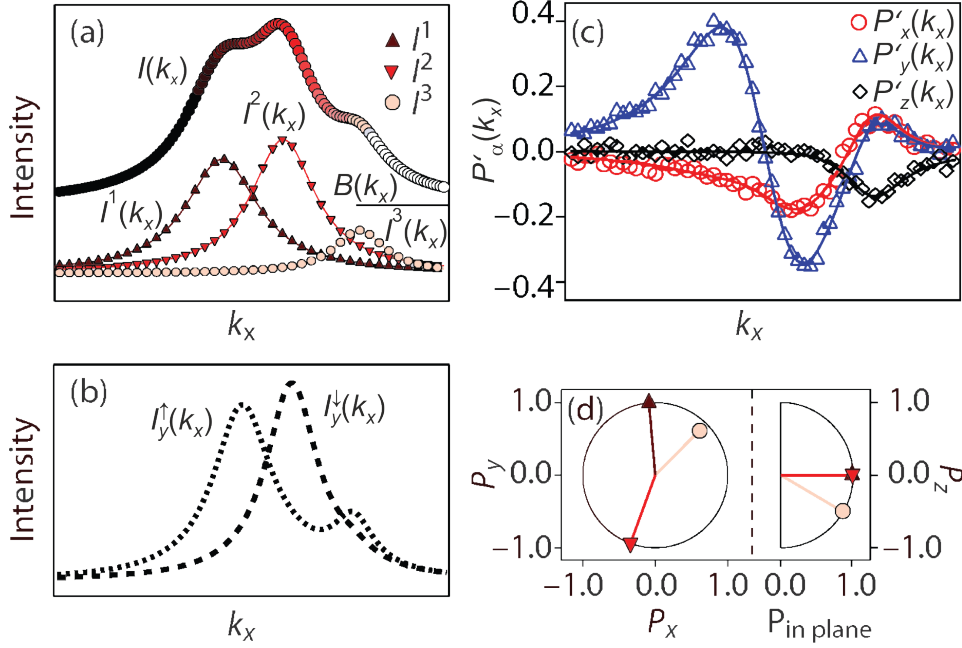 (a)
I(kₓ)
I¹
I²
I³
I²(kₓ)
I¹(kₓ)
B(kₓ)
I³(kₓ)
Intensity
kₓ
(b)
I↑y(kₓ)
I↓y(kₓ)
Intensity
kₓ
(c)
P'ₓ(kₓ)
P'y(kₓ)
P'z(kₓ)
0.4
0.2
0.0
−0.2
−0.4
P'α(kₓ)
kₓ
(d)
1.0
0.0
−1.0
Py
−1.0 0.0 1.0
Pₓ
0.0 1.0
P in plane
1.0
0.0
−1.0
Pz